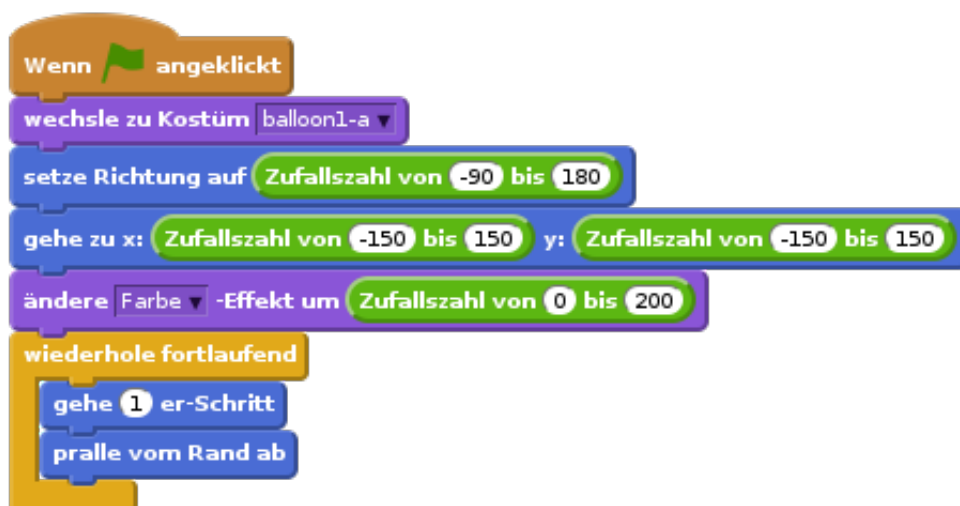 Wenn angeklickt
wechsle zu Kostüm balloon1-a
setze Richtung auf Zufallszahl von -90 bis 180
gehe zu x: Zufallszahl von -150 bis 150 y: Zufallszahl von -150 bis 150
ändere Farbe -Effekt um Zufallszahl von 0 bis 200
wiederhole fortlaufend
gehe 1 er-Schritt
pralle vom Rand ab